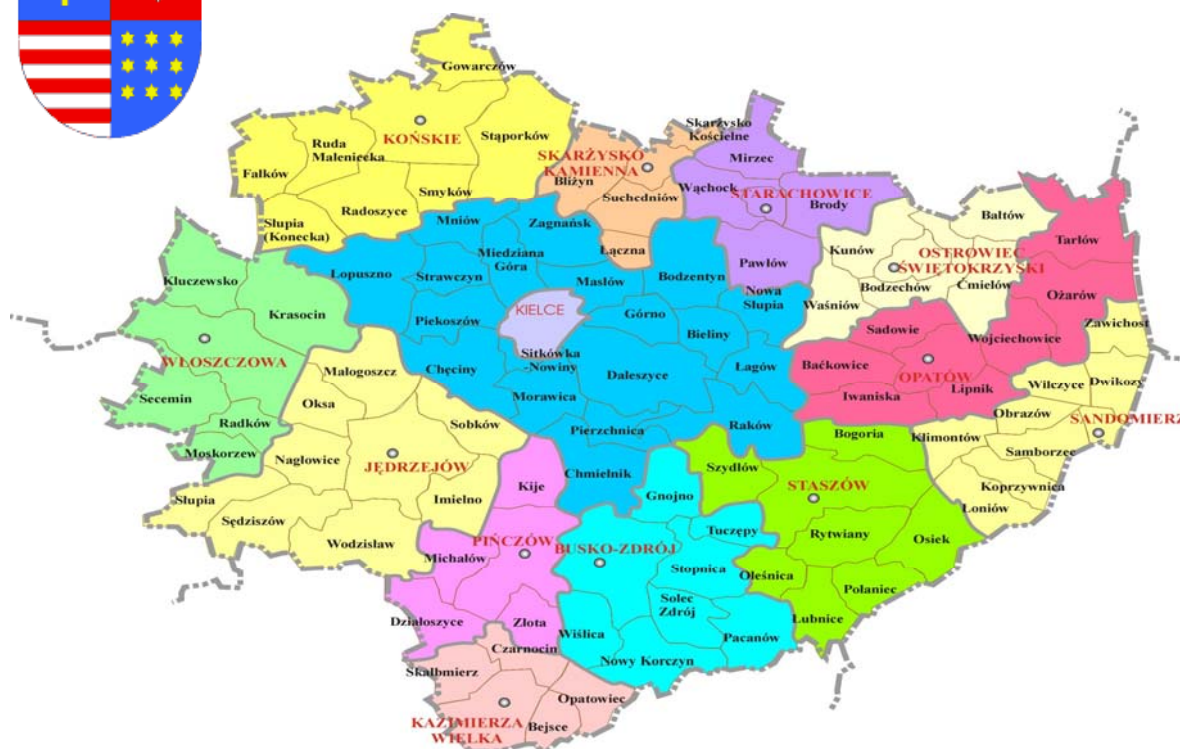 Gowarczów
KOŃSKIE
Stąporków
Ruda
Maleniecka
Fałków
Smyków
Radoszyce
Słupia
(Konecka)
Skarżysko
Kościelne
SKARŻYSKO
KAMIENNA
Bliżyn
Suchedniów
Łączna
Mirzec
Wąchock
STARACHOWICE
Brody
Pawłów
Bałtów
Kunów
OSTROWIEC
ŚWIĘTOKRZYSKI
Bodzechów
Ćmielów
Waśniów
Tarłów
Ożarów
Sadowie
Wojciechowice
Baćkowice
OPATÓW
Lipnik
Iwaniska
Zawichost
Wilczyce
Dwikozy
Obrazów
SANDOMIERZ
Klimontów
Samborzec
Koprzywnica
Łoniów
Mniów
Zagnańsk
Miedziana
Góra
Łopuszno
Strawczyn
Masłów
Bodzentyn
Nowa
Słupia
KIELCE
Górno
Piekoszów
Bieliny
Sitkówka
-Nowiny
Chęciny
Daleszyce
Łagów
Morawica
Pierzchnica
Raków
Chmielnik
Kluczewsko
Krasocin
WŁOSZCZOWA
Secemin
Radków
Moskorzew
Małogoszcz
Oksa
Sobków
Nagłowice
JĘDRZEJÓW
Imielno
Słupia
Sędziszów
Wodzisław
Kije
PIŃCZÓW
Michałów
Działoszyce
Złota
Gnojno
Tuczępy
BUSKO-ZDRÓJ
Stopnica
Solec
Zdrój
Wiślica
Pacanów
Nowy Korczyn
Bogoria
Szydłów
STASZÓW
Rytwiany
Osiek
Oleśnica
Połaniec
Łubnice
Czarnocin
Skalbmierz
Opatowiec
KAZIMIERZA
WIELKA
Bejsce